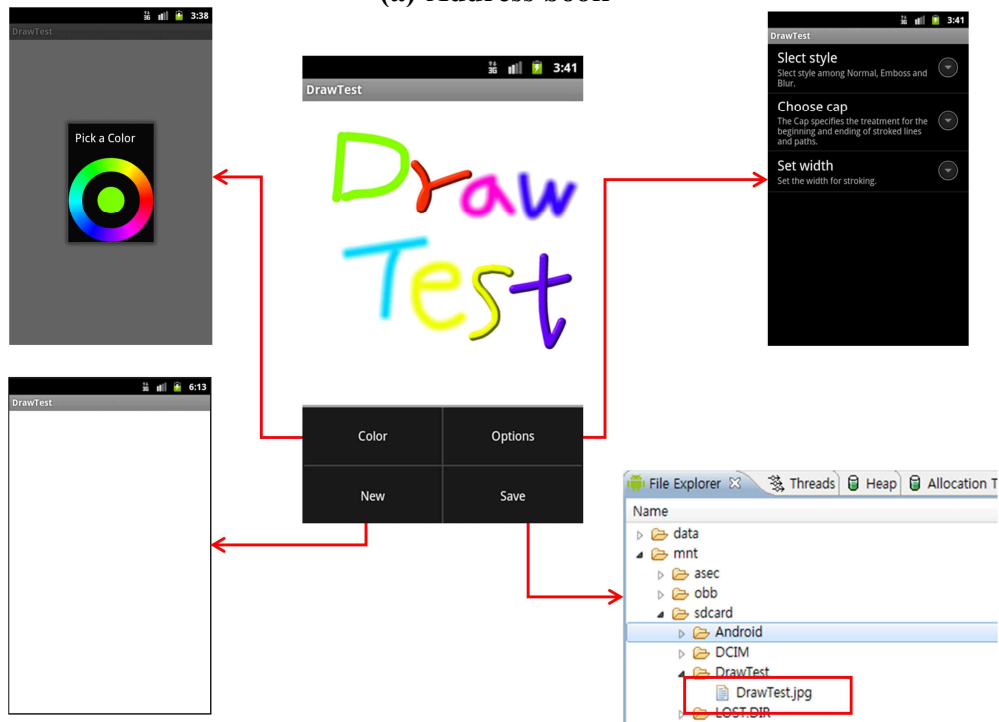 (a) Address book
3:38
DrawTest
Pick a Color
3G 3:41
DrawTest
Draw
Test
Color
Options
New
Save
3:41
DrawTest
Slect style
Slect style among Normal, Emboss and
Blur.
Choose cap
The Cap specifies the treatment for the
beginning and ending of stroked lines
and paths.
Set width
Set the width for stroking.
6:13
DrawTest
File Explorer
Threads
Heap
Allocation T
Name
data
mnt
asec
obb
sdcard
Android
DCIM
DrawTest
DrawTest.jpg
LOST.DIR